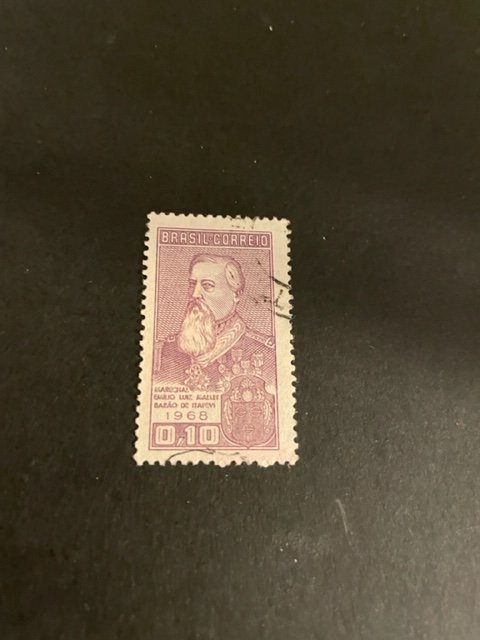 BRASIL-CORREIO
MARECHAL
EMILIO LUIZ MALLET
BARÃO DE ITAPEVI
1968
0,10